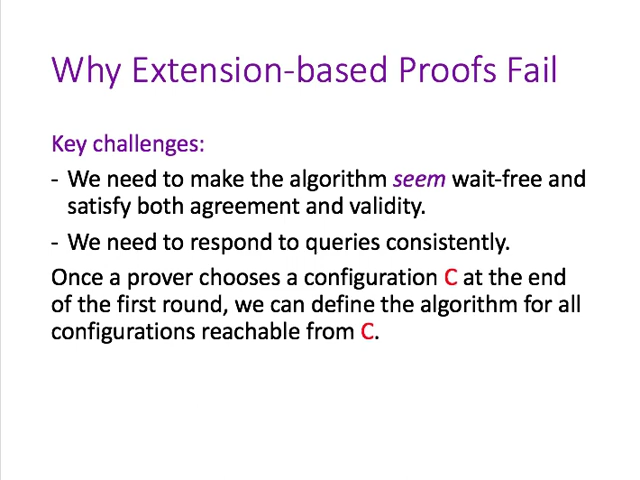 Why Extension-based Proofs Fail
Key challenges:
- We need to make the algorithm seem wait-free and
satisfy both agreement and validity.
- We need to respond to queries consistently.
Once a prover chooses a configuration C at the end
of the first round, we can define the algorithm for all
configurations reachable from C.